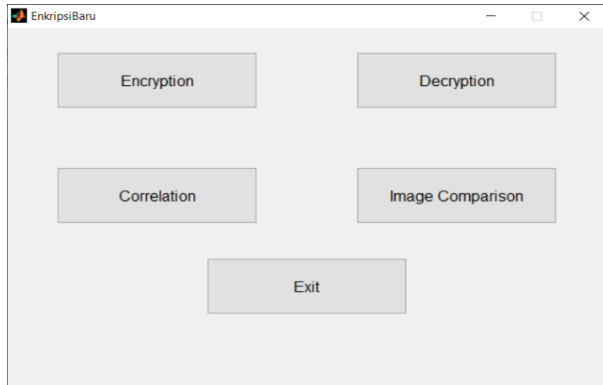 EnkripsiBaru
Encryption
Decryption
Correlation
Image Comparison
Exit